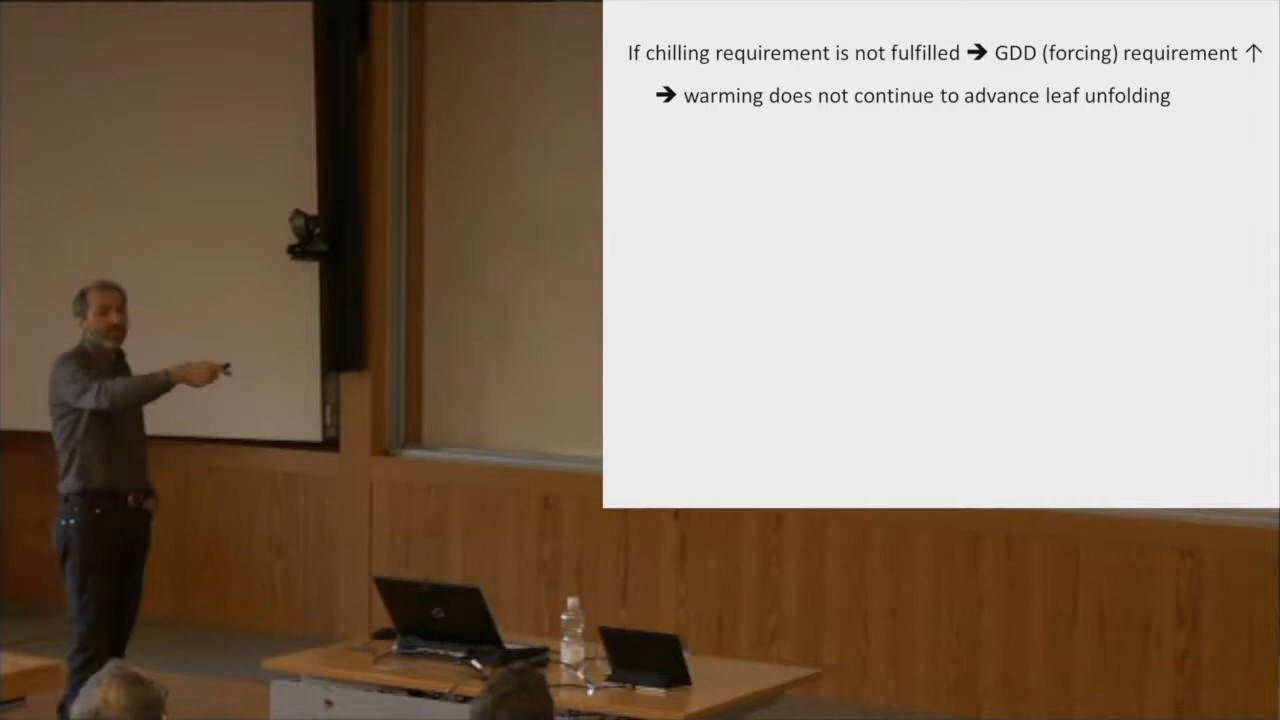 If chilling requirement is not fulfilled ➔ GDD (forcing) requirement ↑
➔ warming does not continue to advance leaf unfolding